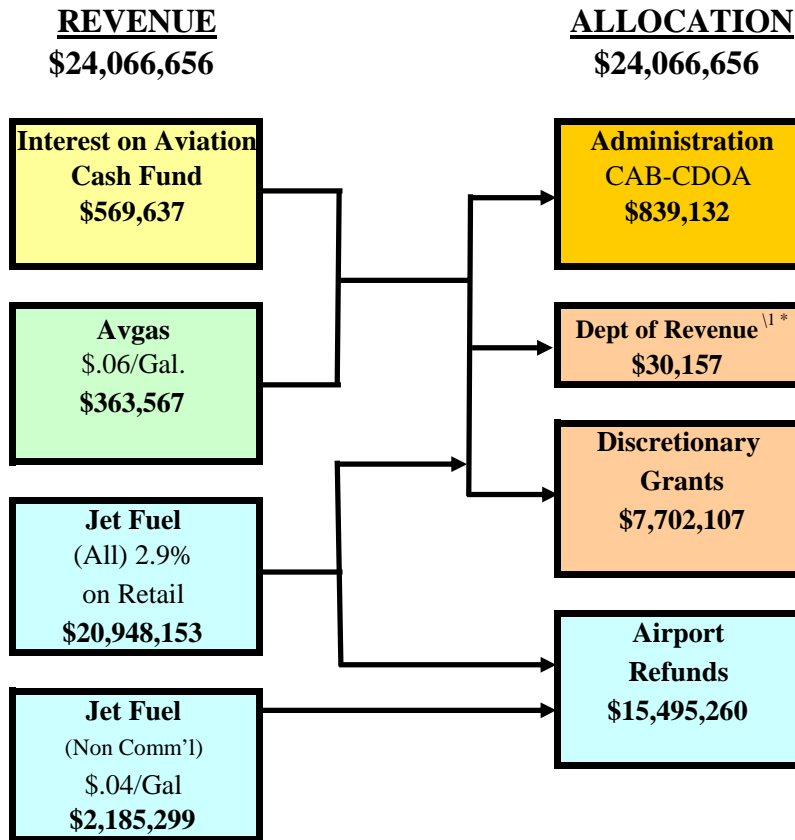 REVENUE
$24,066,656
Interest on Aviation
Cash Fund
$569,637
Avgas
$.06/Gal.
$363,567
Jet Fuel
(All) 2.9%
on Retail
$20,948,153
Jet Fuel
(Non Comm’l)
$.04/Gal
$2,185,299
ALLOCATION
$24,066,656
Administration
CAB-CDOA
$839,132
Dept of Revenue \1 *
$30,157
Discretionary
Grants
$7,702,107
Airport
Refunds
$15,495,260